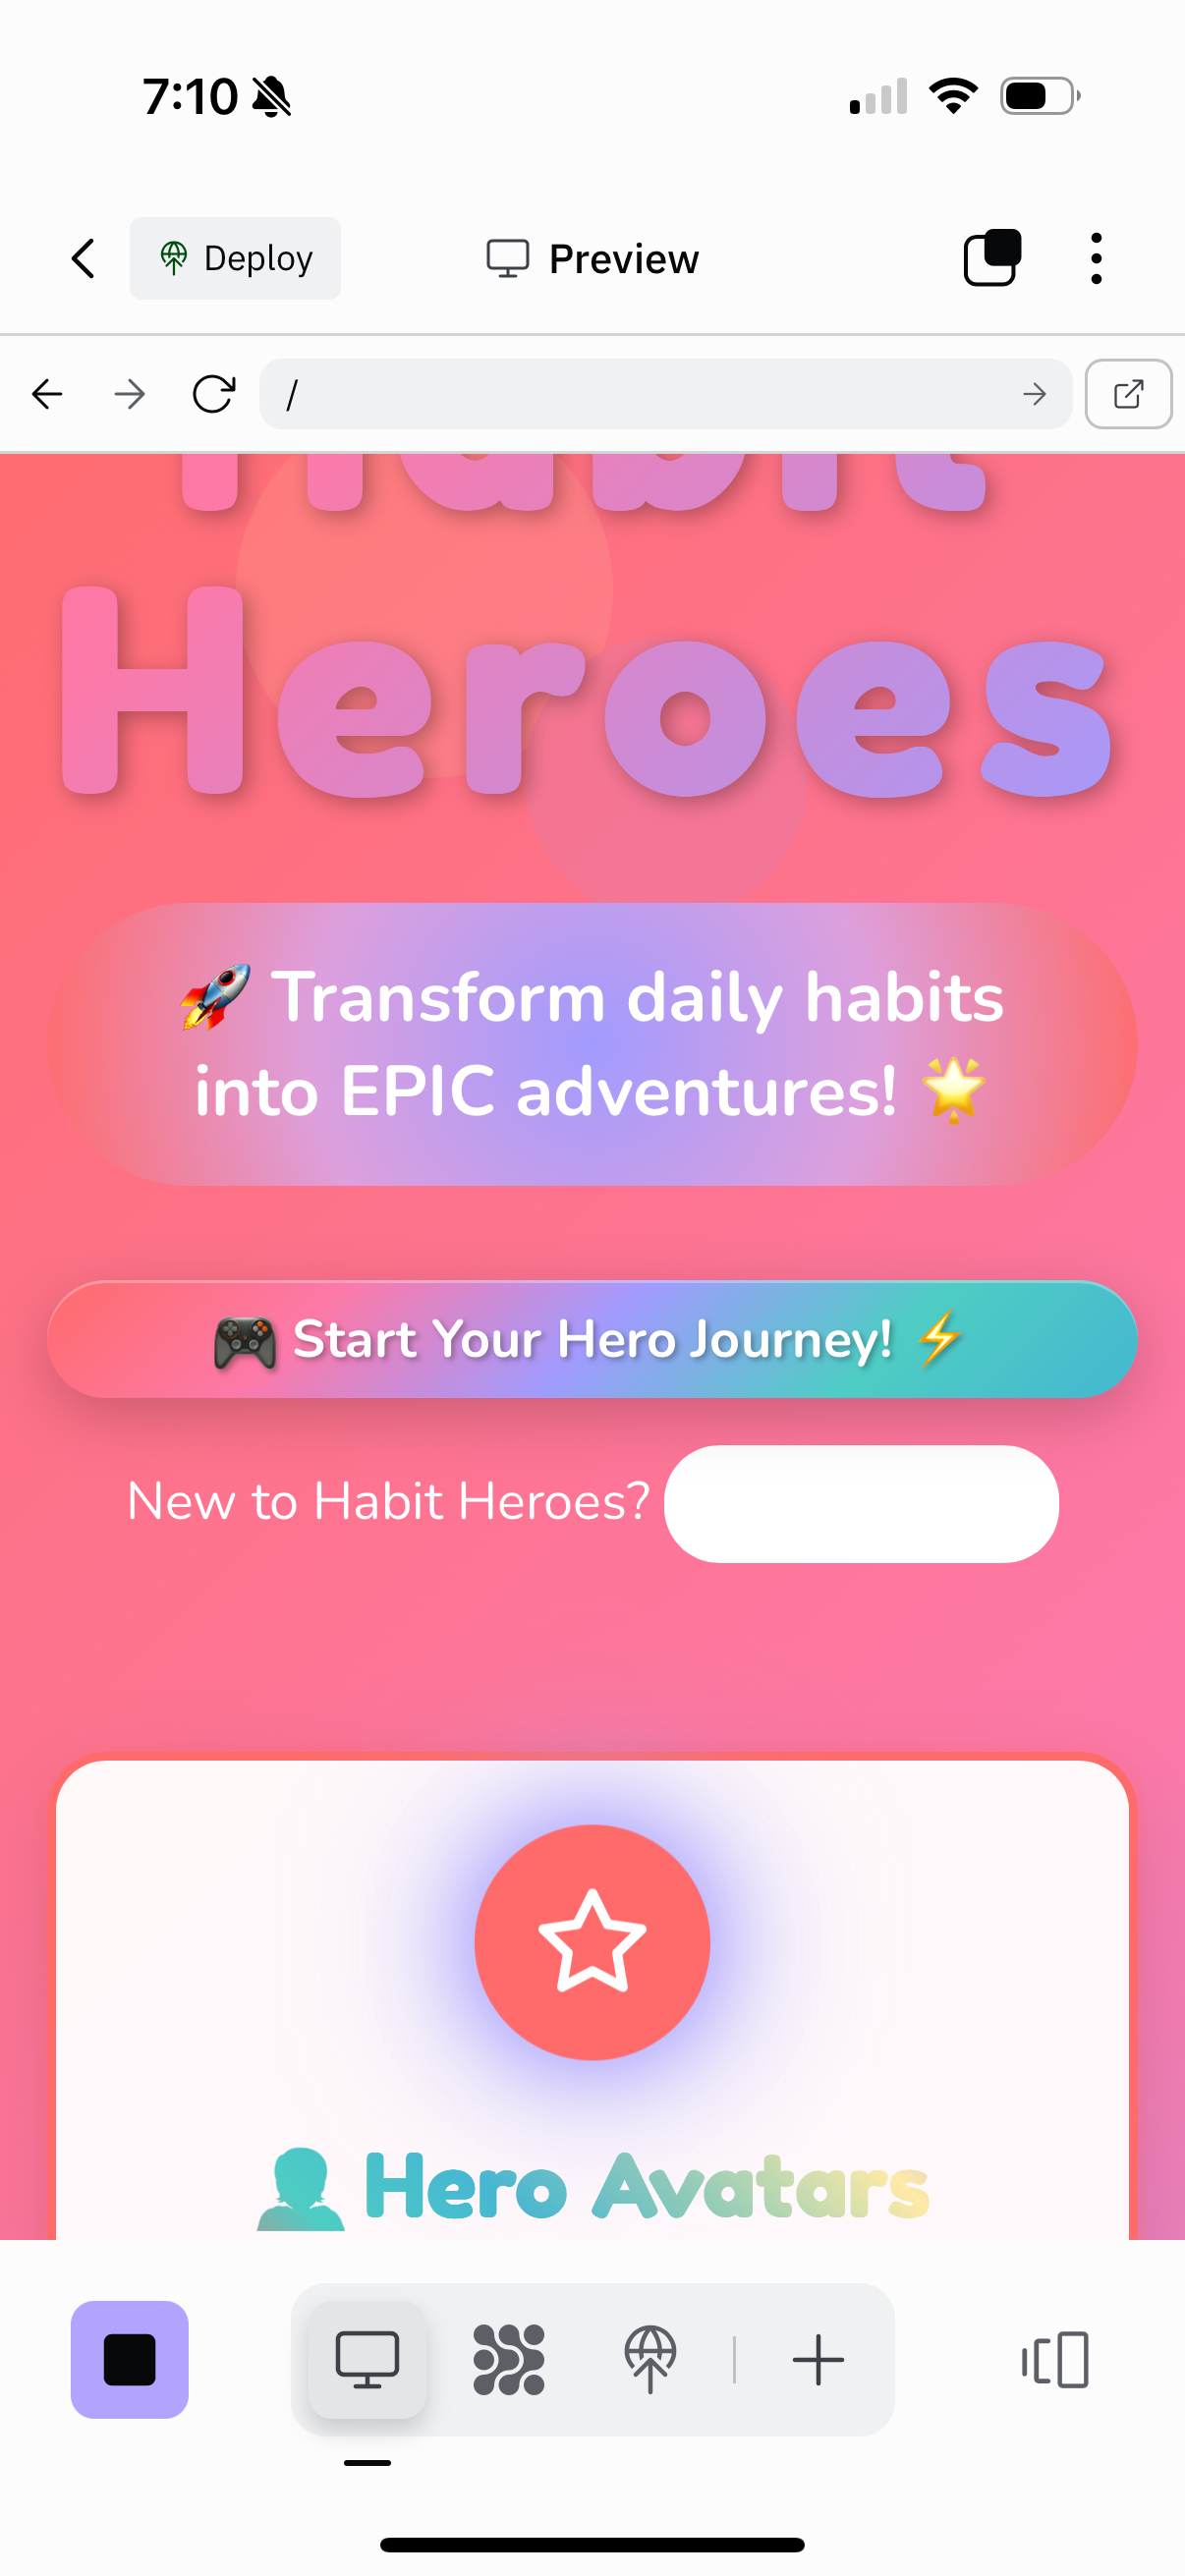 7:10
Deploy
Preview
/
Habit
Heroes
🚀 Transform daily habits
into EPIC adventures! 🌟
🎮 Start Your Hero Journey! ⚡
New to Habit Heroes?
👤 Hero Avatars